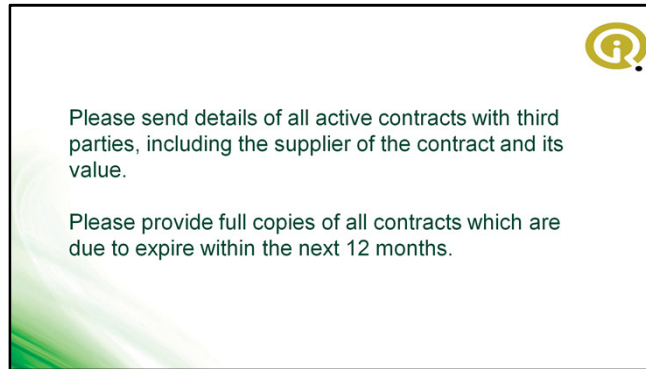 Please send details of all active contracts with third
parties, including the supplier of the contract and its
value.
Please provide full copies of all contracts which are
due to expire within the next 12 months.